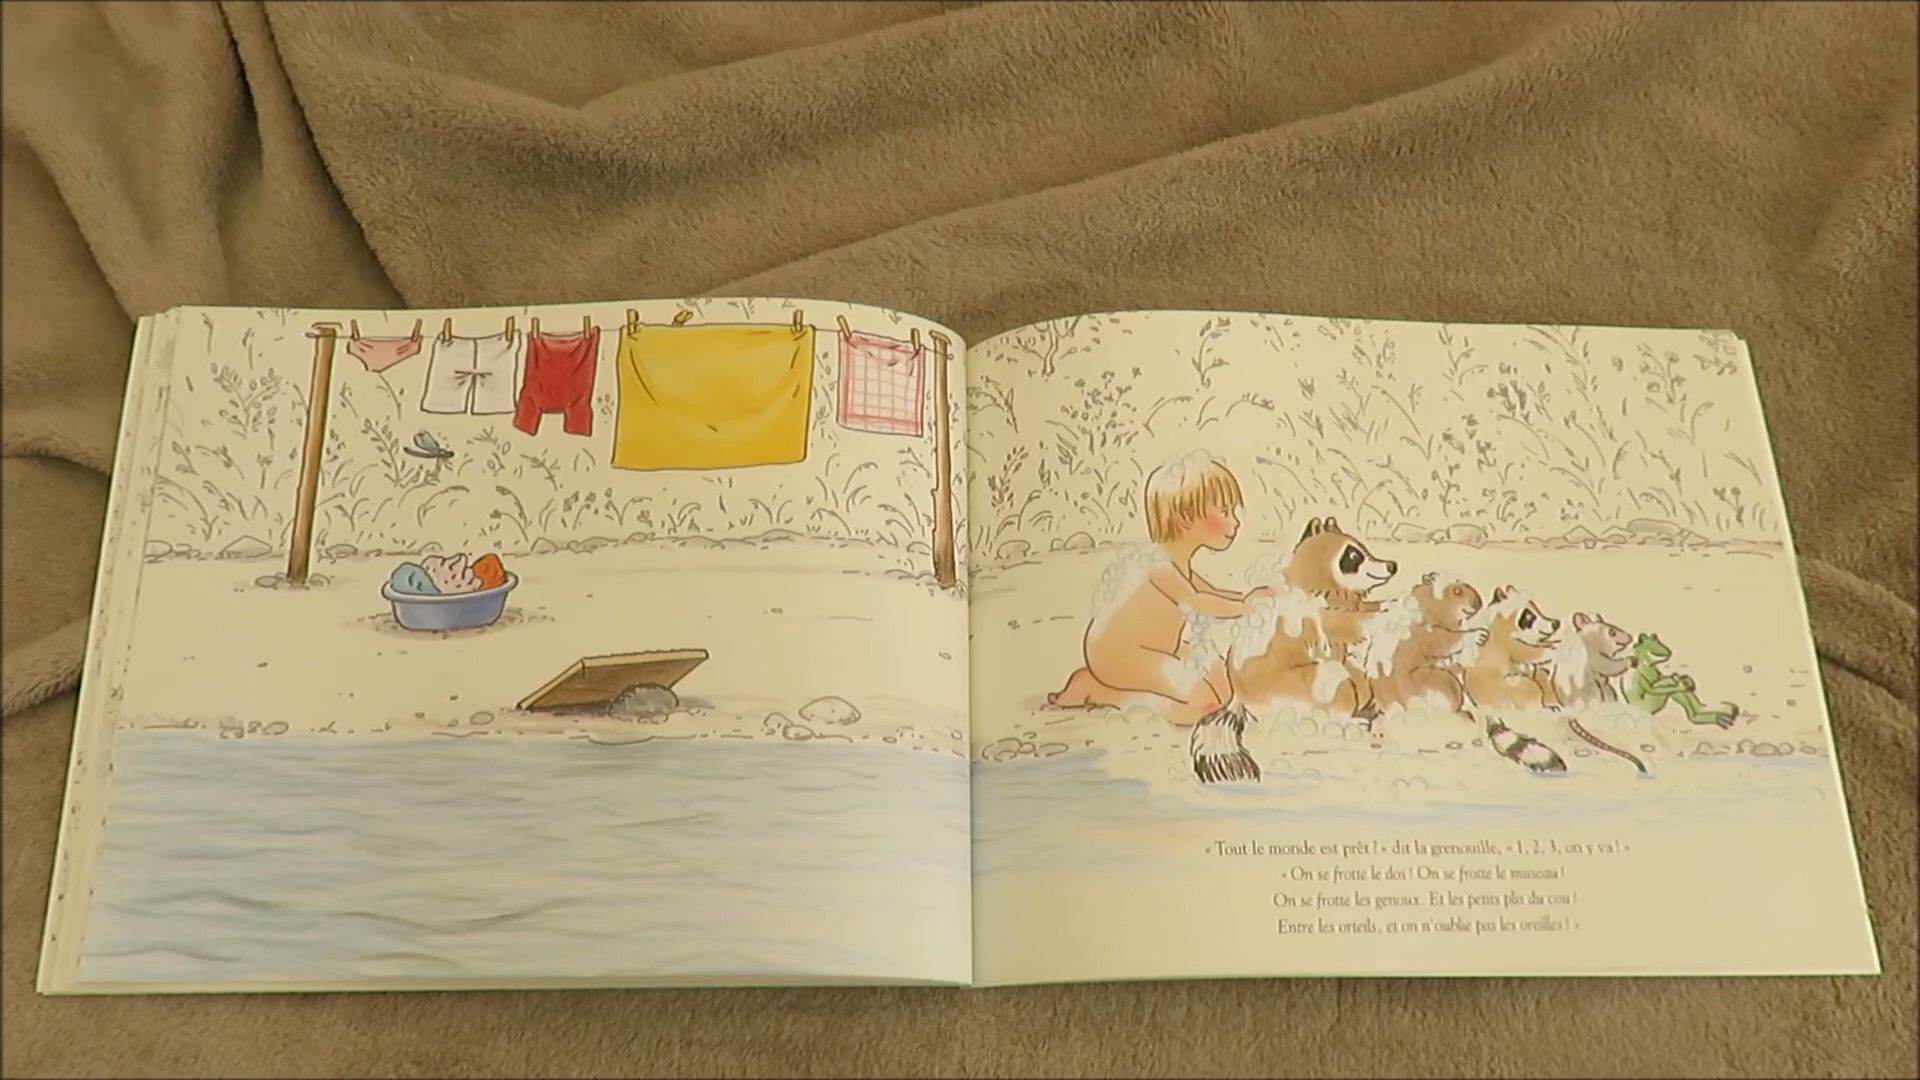 « Tout le monde est prêt ? » dit la grenouille, « 1, 2, 3, on y va ! »
« On se frotte le dos ! On se frotte le museau !
On se frotte les genoux. Et les petits plis du cou !
Entre les orteils, et on n'oublie pas les oreilles ! »